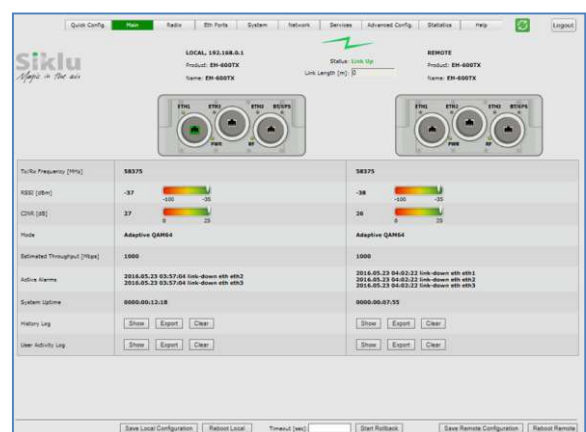 Quick Config. Main Radio Eth Ports System Network Services Advanced Config. Statistics Help Logout
Siklu
Magic in the air
LOCAL, 192.168.0.1
Product: EH-600TX
Name: EH-600TX
Status: Link Up
Link Length [m]: 0
REMOTE
Product: EH-600TX
Name: EH-600TX
ETH1 ETH2 ETH3 BT/GPS
PWR RF
ETH1 ETH2 ETH3 BT/GPS
PWR RF
Tx/Rx Frequency [MHz] 58375 58375
RSSI [dBm] -37 -100 -35 -38 -100 -35
CINR [dB] 27 0 25 26 0 25
Mode Adaptive QAM64 Adaptive QAM64
Estimated Throughput [Mbps] 1000 1000
Active Alarms
2016.05.23 03:57:04 link-down eth eth2
2016.05.23 03:57:04 link-down eth eth3
2016.05.23 04:02:22 link-down eth eth1
2016.05.23 04:02:22 link-down eth eth2
2016.05.23 04:02:22 link-down eth eth3
System Uptime 0000:00:13:18 0000:00:07:55
History Log Show Export Clear Show Export Clear
User Activity Log Show Export Clear Show Export Clear
Save Local Configuration Reboot Local Timeout [sec]: Start Rollback Save Remote Configuration Reboot Remote